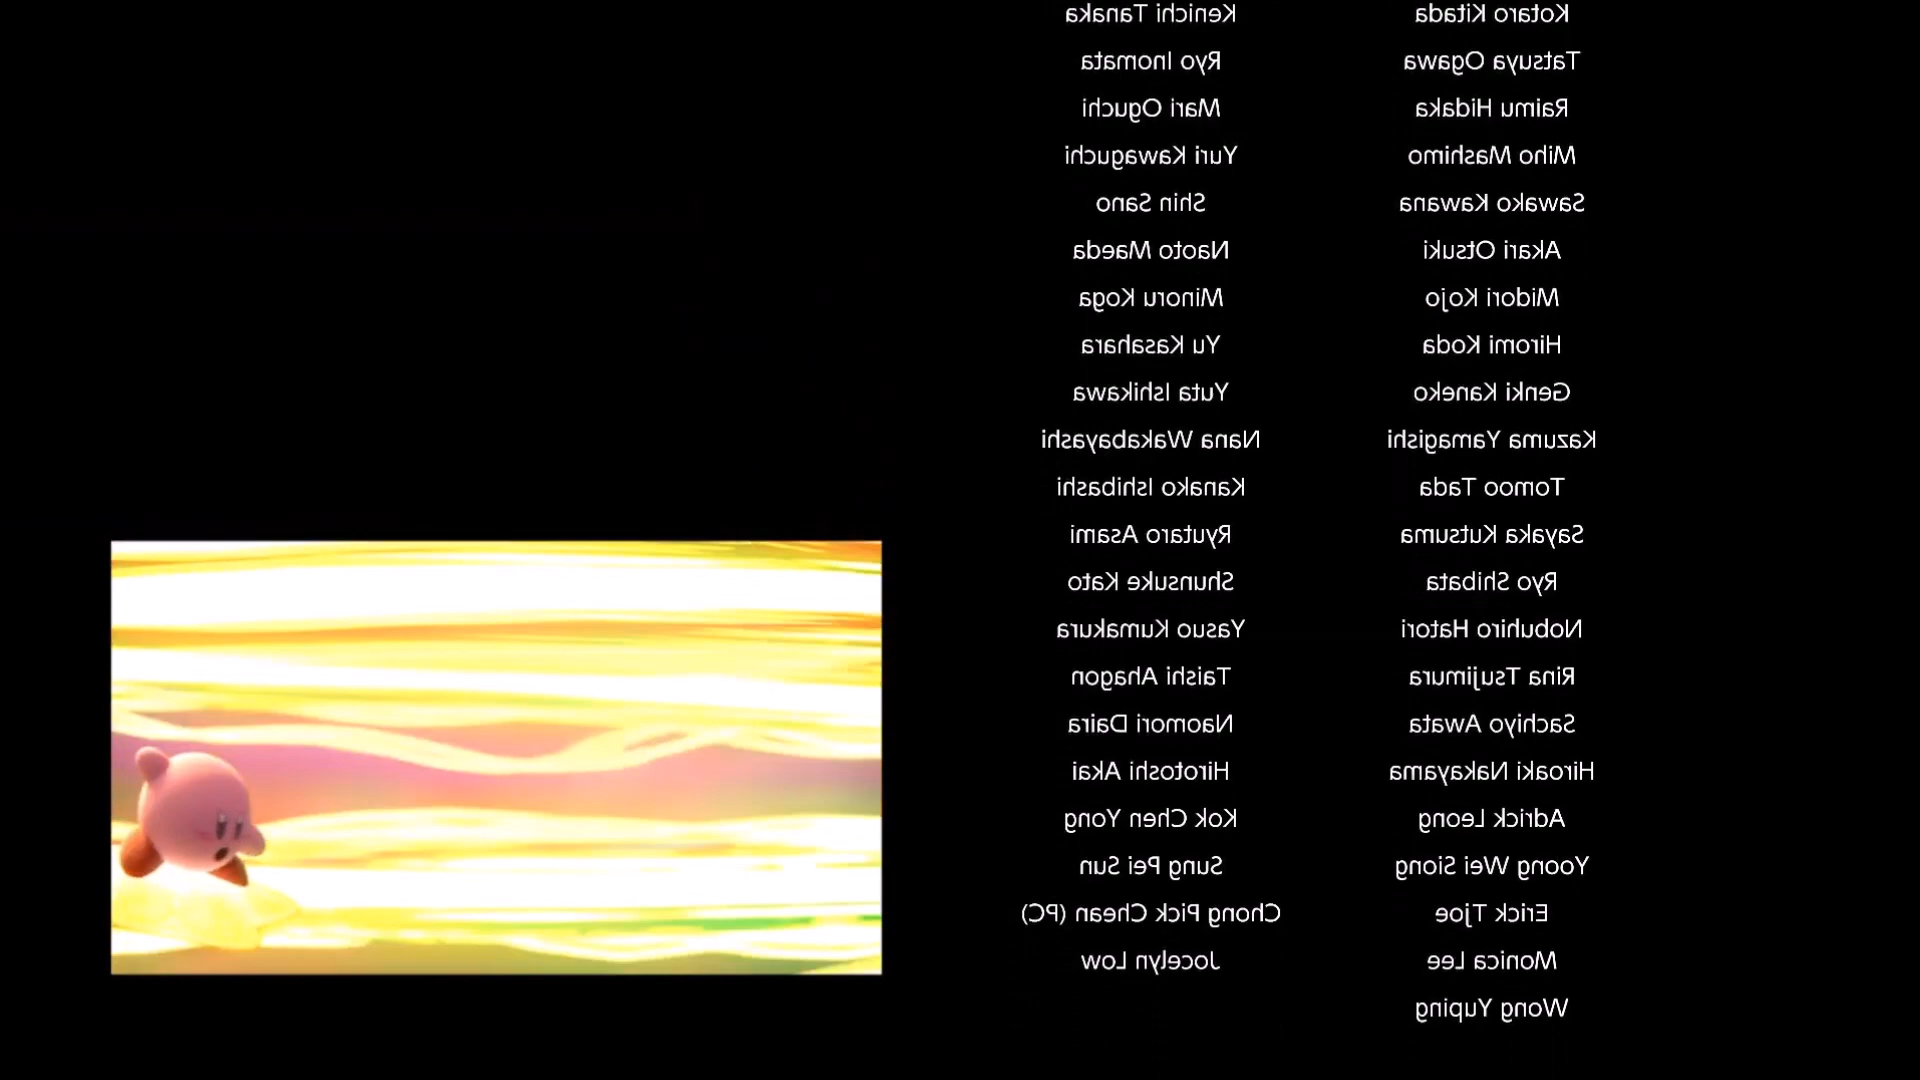 Kotaro Kitada
Kenichi Tanaka
Tatsuya Ogawa
Ryo Inomata
Raimu Hidaka
Mari Oguchi
Miho Mashimo
Yuri Kawaguchi
Sawako Kawana
Shin Sano
Akari Otsuki
Naoto Maeda
Midori Kojo
Minoru Koga
Hiromi Koda
Yu Kasahara
Genki Kaneko
Yuta Ishikawa
Kazuma Yamagishi
Nana Wakabayashi
Tomoo Tada
Kanako Ishibashi
Sayaka Kutsuma
Ryutaro Asami
Ryo Shibata
Shunsuke Kato
Nobuhiro Hatori
Yasuo Kumakura
Rina Tsujimura
Taishi Ahagon
Sachiyo Awata
Naomori Daira
Hiroaki Nakayama
Hirotoshi Akai
Adrick Leong
Kok Chen Yong
Yoong Wei Siong
Sung Pei Sun
Erick Tjoe
Chong Pick Chean (PC)
Monica Lee
Jocelyn Low
Wong Yuping